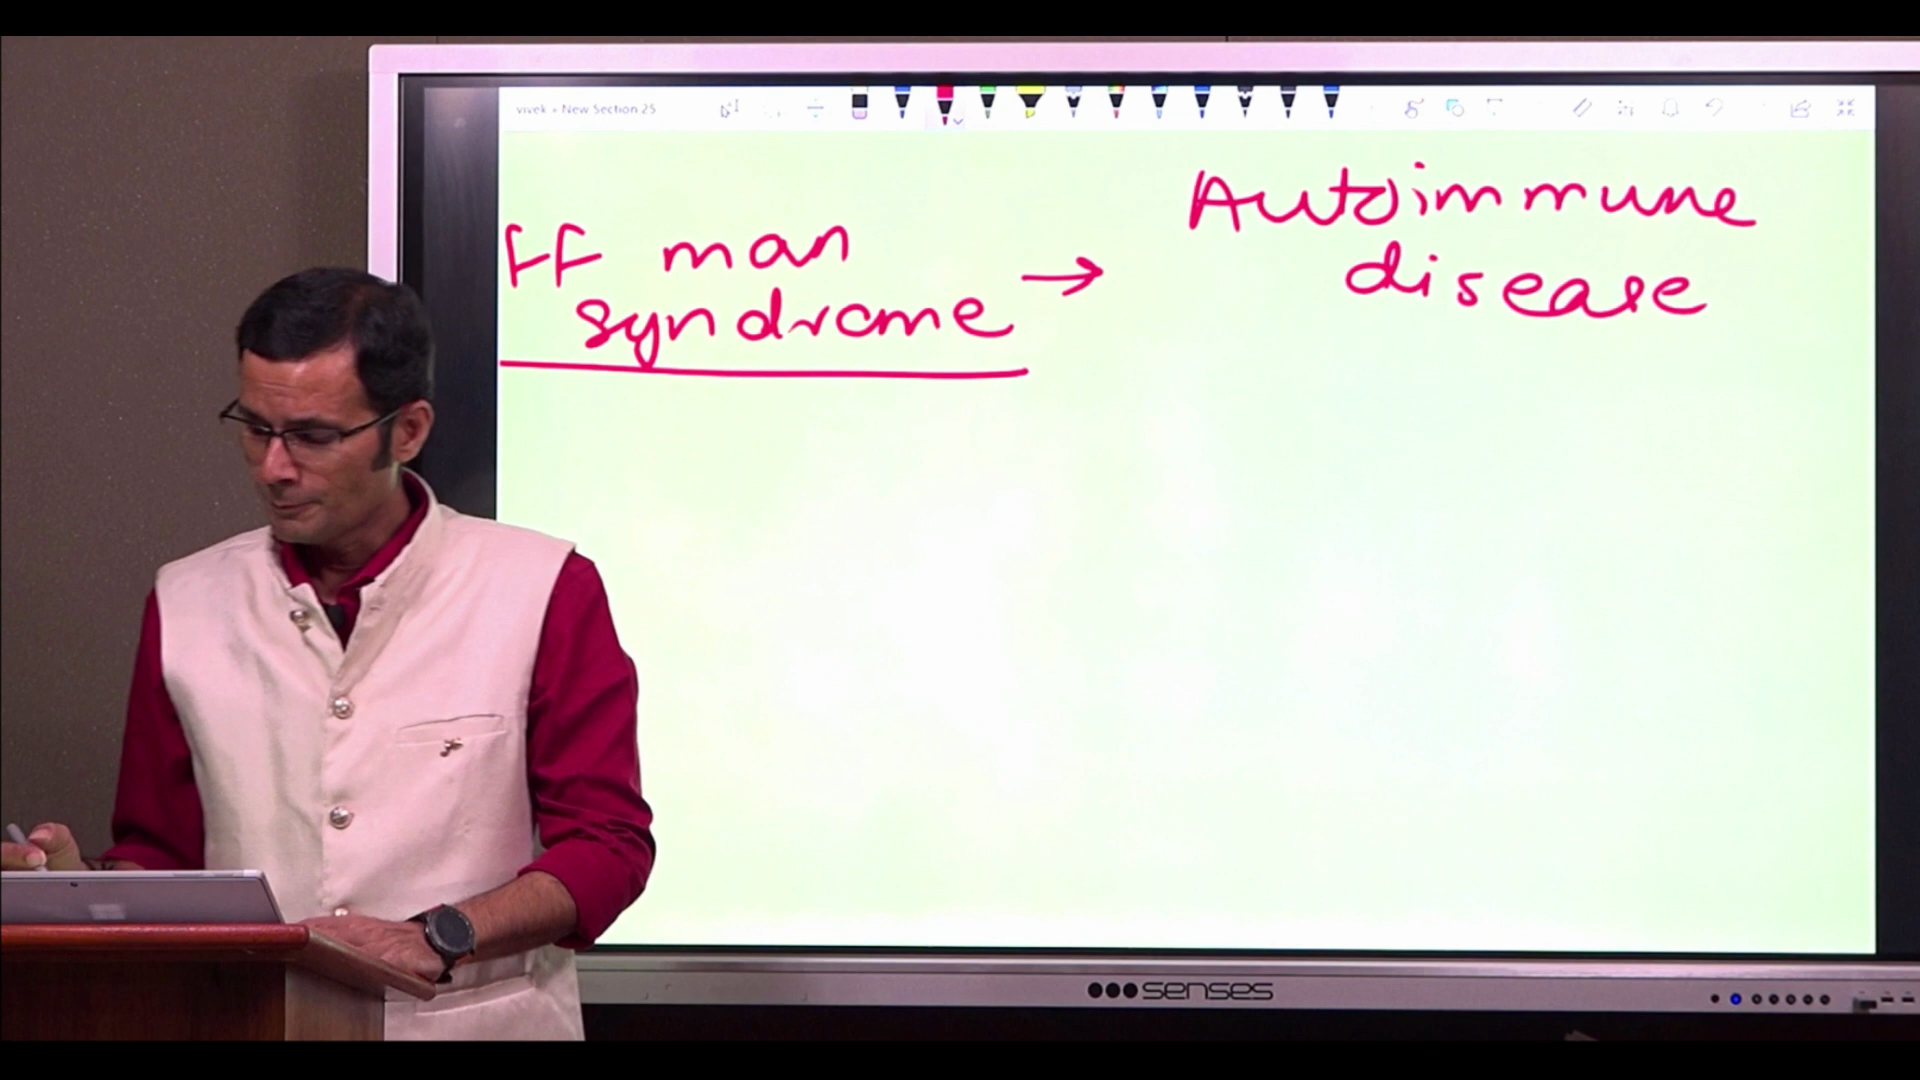 vivek » New Section 25
Autoimmune
ff man
syndrome →
disease
senses